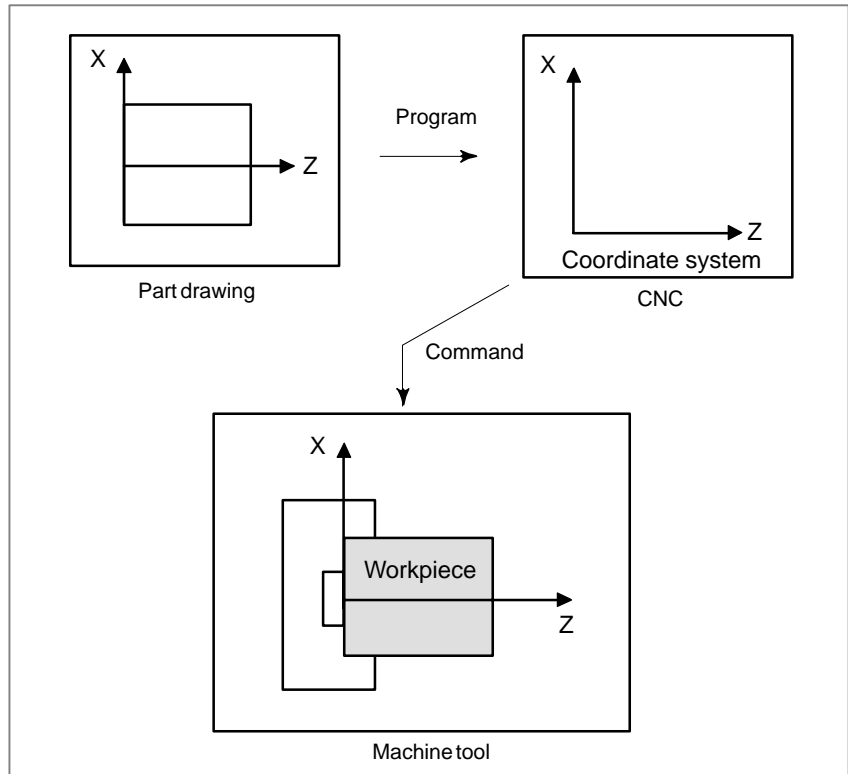 X
Z
Part drawing
Program
X
Z
Coordinate system
CNC
Command
X
Workpiece
Z
Machine tool